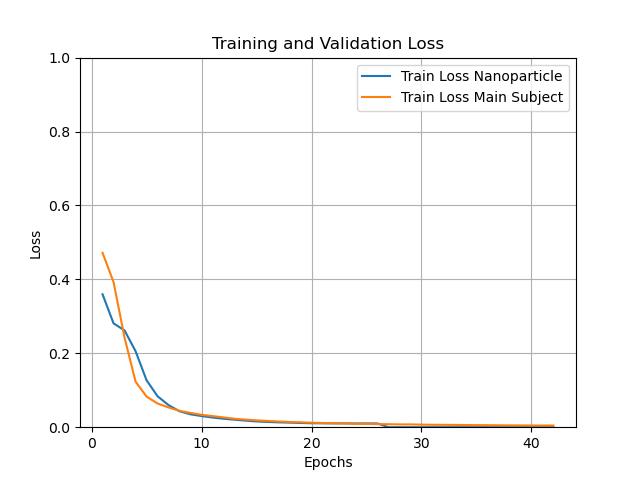 Training and Validation Loss
Train Loss Nanoparticle
Train Loss Main Subject
1.0
0.8
0.6
0.4
0.2
0.0
Loss
0 10 20 30 40
Epochs